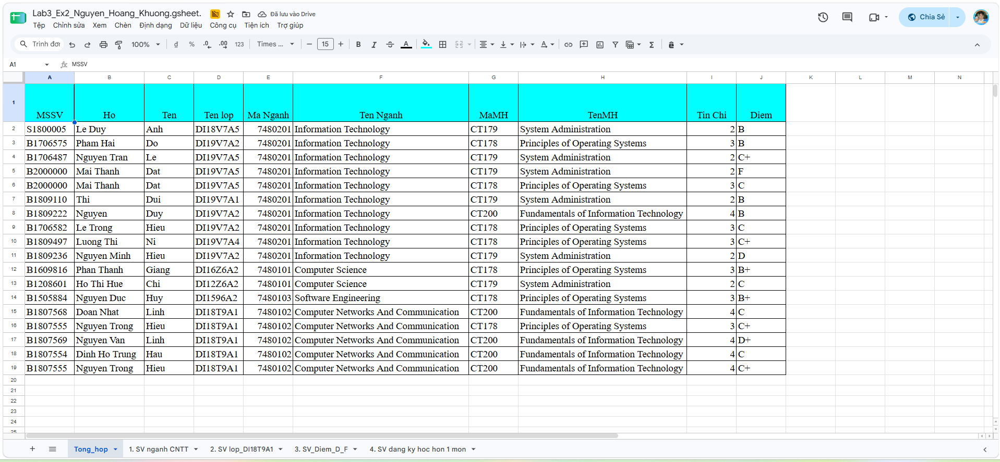 Lab3_Ex2_Nguyen_Hoang_Khuong.gsheet. Đã lưu vào Drive
Tệp Chỉnh sửa Xem Chèn Định dạng Dữ liệu Công cụ Tiện ích Trợ giúp
Chia Sẻ
Trình đơn 100% đ % .0 .00 123 Times ... 15 B I A A Σ ê
A1 fx MSSV
A B C D E F G H I J K L M N
1 MSSV Ho Ten Ten lop Ma Nganh Ten Nganh MaMH TenMH Tin Chi Diem
2 S1800005 Le Duy Anh DI18V7A5 7480201 Information Technology CT179 System Administration 2 B
3 B1706575 Pham Hai Do DI19V7A2 7480201 Information Technology CT178 Principles of Operating Systems 3 B
4 B1706487 Nguyen Tran Le DI19V7A5 7480201 Information Technology CT179 System Administration 2 C+
5 B2000000 Mai Thanh Dat DI19V7A5 7480201 Information Technology CT179 System Administration 2 F
6 B2000000 Mai Thanh Dat DI19V7A5 7480201 Information Technology CT178 Principles of Operating Systems 3 C
7 B1809110 Thi Dui DI19V7A1 7480201 Information Technology CT179 System Administration 2 B
8 B1809222 Nguyen Duy DI19V7A2 7480201 Information Technology CT200 Fundamentals of Information Technology 4 B
9 B1706582 Le Trong Hieu DI19V7A2 7480201 Information Technology CT178 Principles of Operating Systems 3 C
10 B1809497 Luong Thi Ni DI19V7A4 7480201 Information Technology CT178 Principles of Operating Systems 3 C+
11 B1809236 Nguyen Minh Hieu DI19V7A2 7480201 Information Technology CT179 System Administration 2 D
12 B1609816 Phan Thanh Giang DI16Z6A2 7480101 Computer Science CT178 Principles of Operating Systems 3 B+
13 B1208601 Ho Thi Hue Chi DI12Z6A2 7480101 Computer Science CT179 System Administration 2 C
14 B1505884 Nguyen Duc Huy DI1596A2 7480103 Software Engineering CT178 Principles of Operating Systems 3 B+
15 B1807568 Doan Nhat Linh DI18T9A1 7480102 Computer Networks And Communication CT200 Fundamentals of Information Technology 4 C
16 B1807555 Nguyen Trong Hieu DI18T9A1 7480102 Computer Networks And Communication CT178 Principles of Operating Systems 3 C+
17 B1807569 Nguyen Van Linh DI18T9A1 7480102 Computer Networks And Communication CT200 Fundamentals of Information Technology 4 D+
18 B1807554 Dinh Ho Trung Hau DI18T9A1 7480102 Computer Networks And Communication CT200 Fundamentals of Information Technology 4 C
19 B1807555 Nguyen Trong Hieu DI18T9A1 7480102 Computer Networks And Communication CT200 Fundamentals of Information Technology 4 C+
20
21
22
23
24
25
Tong_hop 1. SV nganh CNTT 2. SV lop_DI18T9A1 3. SV_Diem_D_F 4. SV dang ky hoc hon 1 mon